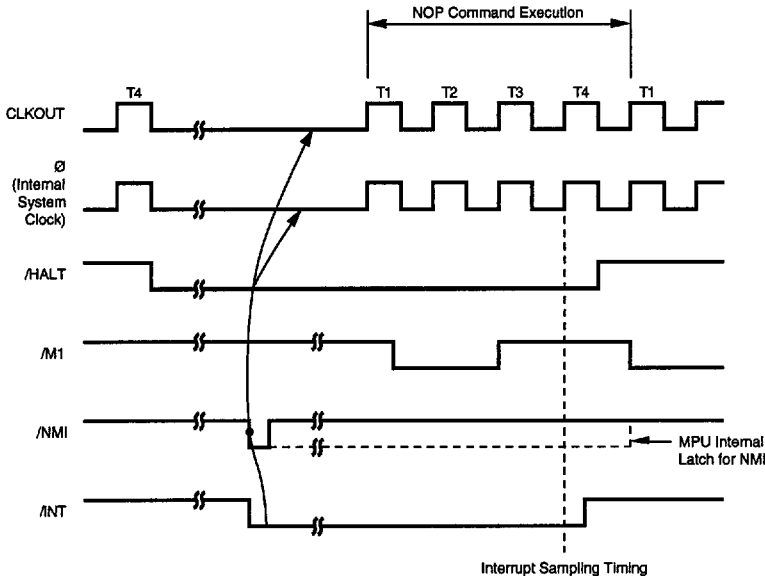 NOP Command Execution
T4 T1 T2 T3 T4 T1
CLKOUT
Ø
(Internal
System
Clock)
/HALT
/M1
/NMI
MPU Internal
Latch for NMI
/INT
Interrupt Sampling Timing